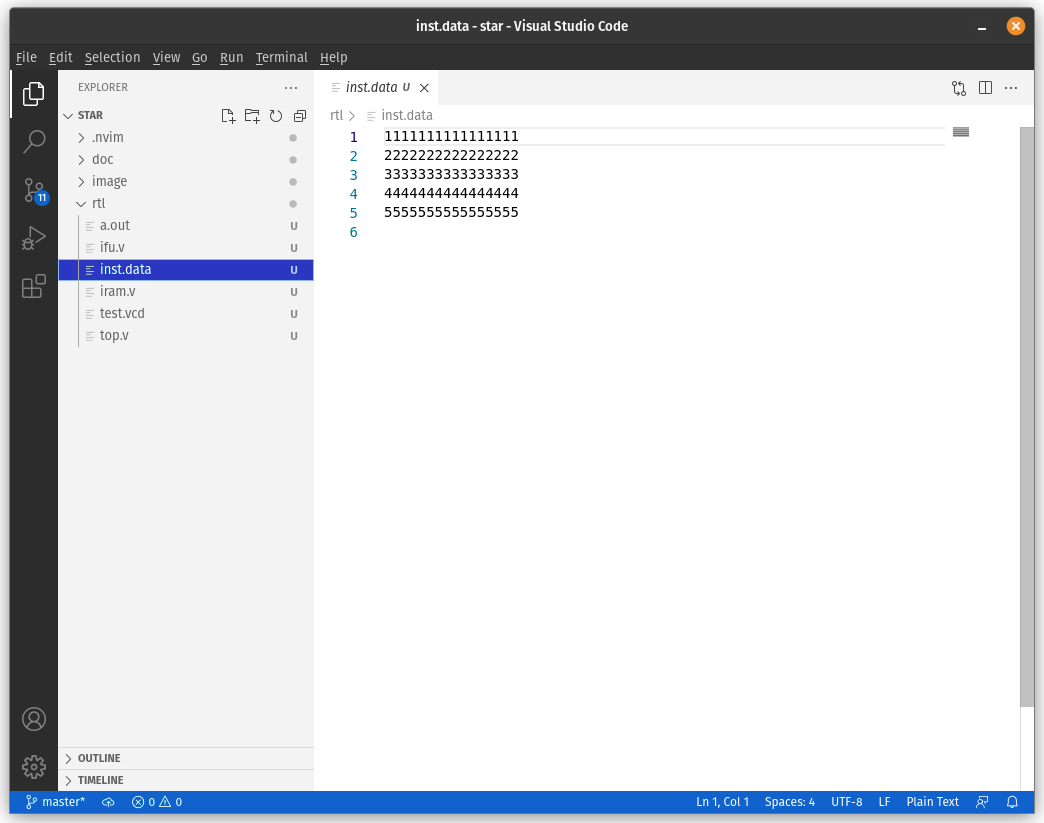 inst.data - star - Visual Studio Code
File Edit Selection View Go Run Terminal Help
EXPLORER
inst.data U
STAR
rtl > inst.data
.nvim
doc
image
rtl
a.out U
ifu.v U
inst.data U
iram.v U
test.vcd U
top.v U
11
1 1111111111111111
2 2222222222222222
3 3333333333333333
4 4444444444444444
5 5555555555555555
6
OUTLINE
TIMELINE
master* 0 0 Ln 1, Col 1 Spaces: 4 UTF-8 LF Plain Text